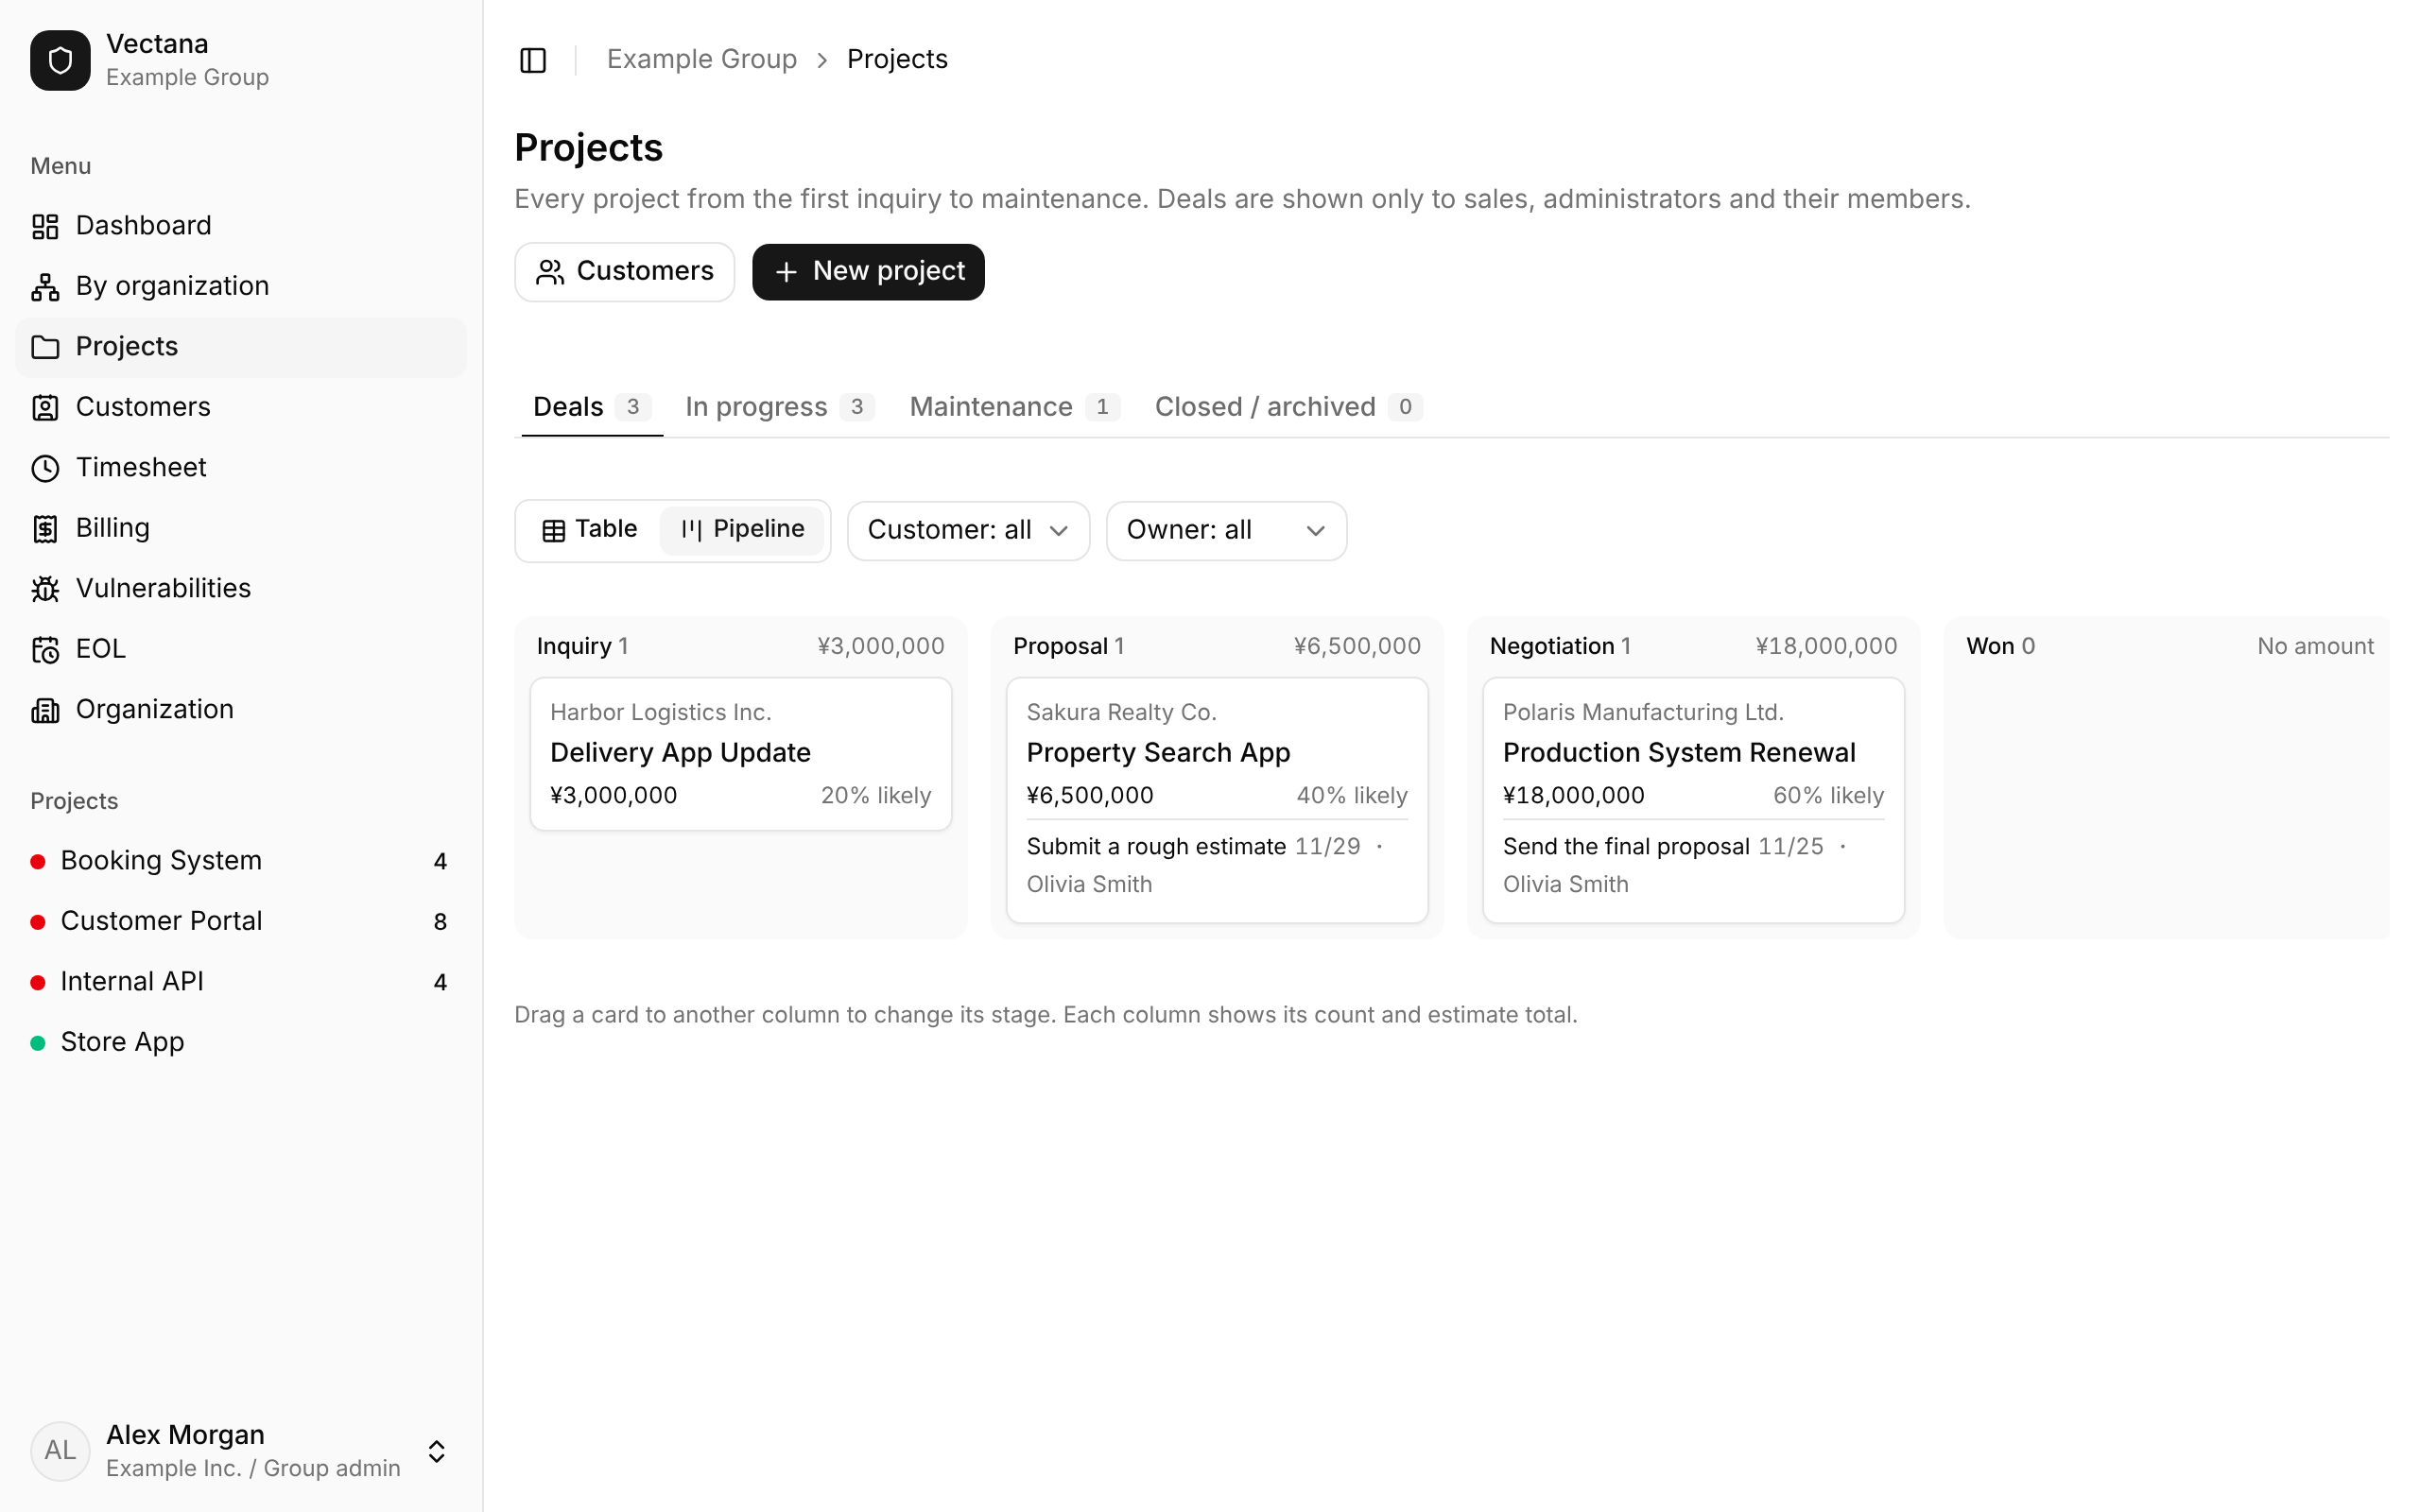 Vectana
Example Group
Menu
Dashboard
By organization
Projects
Customers
Timesheet
Billing
Vulnerabilities
EOL
Organization
Projects
Booking System 4
Customer Portal 8
Internal API 4
Store App
AL
Alex Morgan
Example Inc. / Group admin
Example Group > Projects
Projects
Every project from the first inquiry to maintenance. Deals are shown only to sales, administrators and their members.
Customers
+ New project
Deals 3 In progress 3 Maintenance 1 Closed / archived 0
Table Pipeline Customer: all Owner: all
Inquiry 1 ¥3,000,000
Harbor Logistics Inc.
Delivery App Update
¥3,000,000 20% likely
Proposal 1 ¥6,500,000
Sakura Realty Co.
Property Search App
¥6,500,000 40% likely
Submit a rough estimate 11/29 ·
Olivia Smith
Negotiation 1 ¥18,000,000
Polaris Manufacturing Ltd.
Production System Renewal
¥18,000,000 60% likely
Send the final proposal 11/25 ·
Olivia Smith
Won 0 No amount
Drag a card to another column to change its stage. Each column shows its count and estimate total.